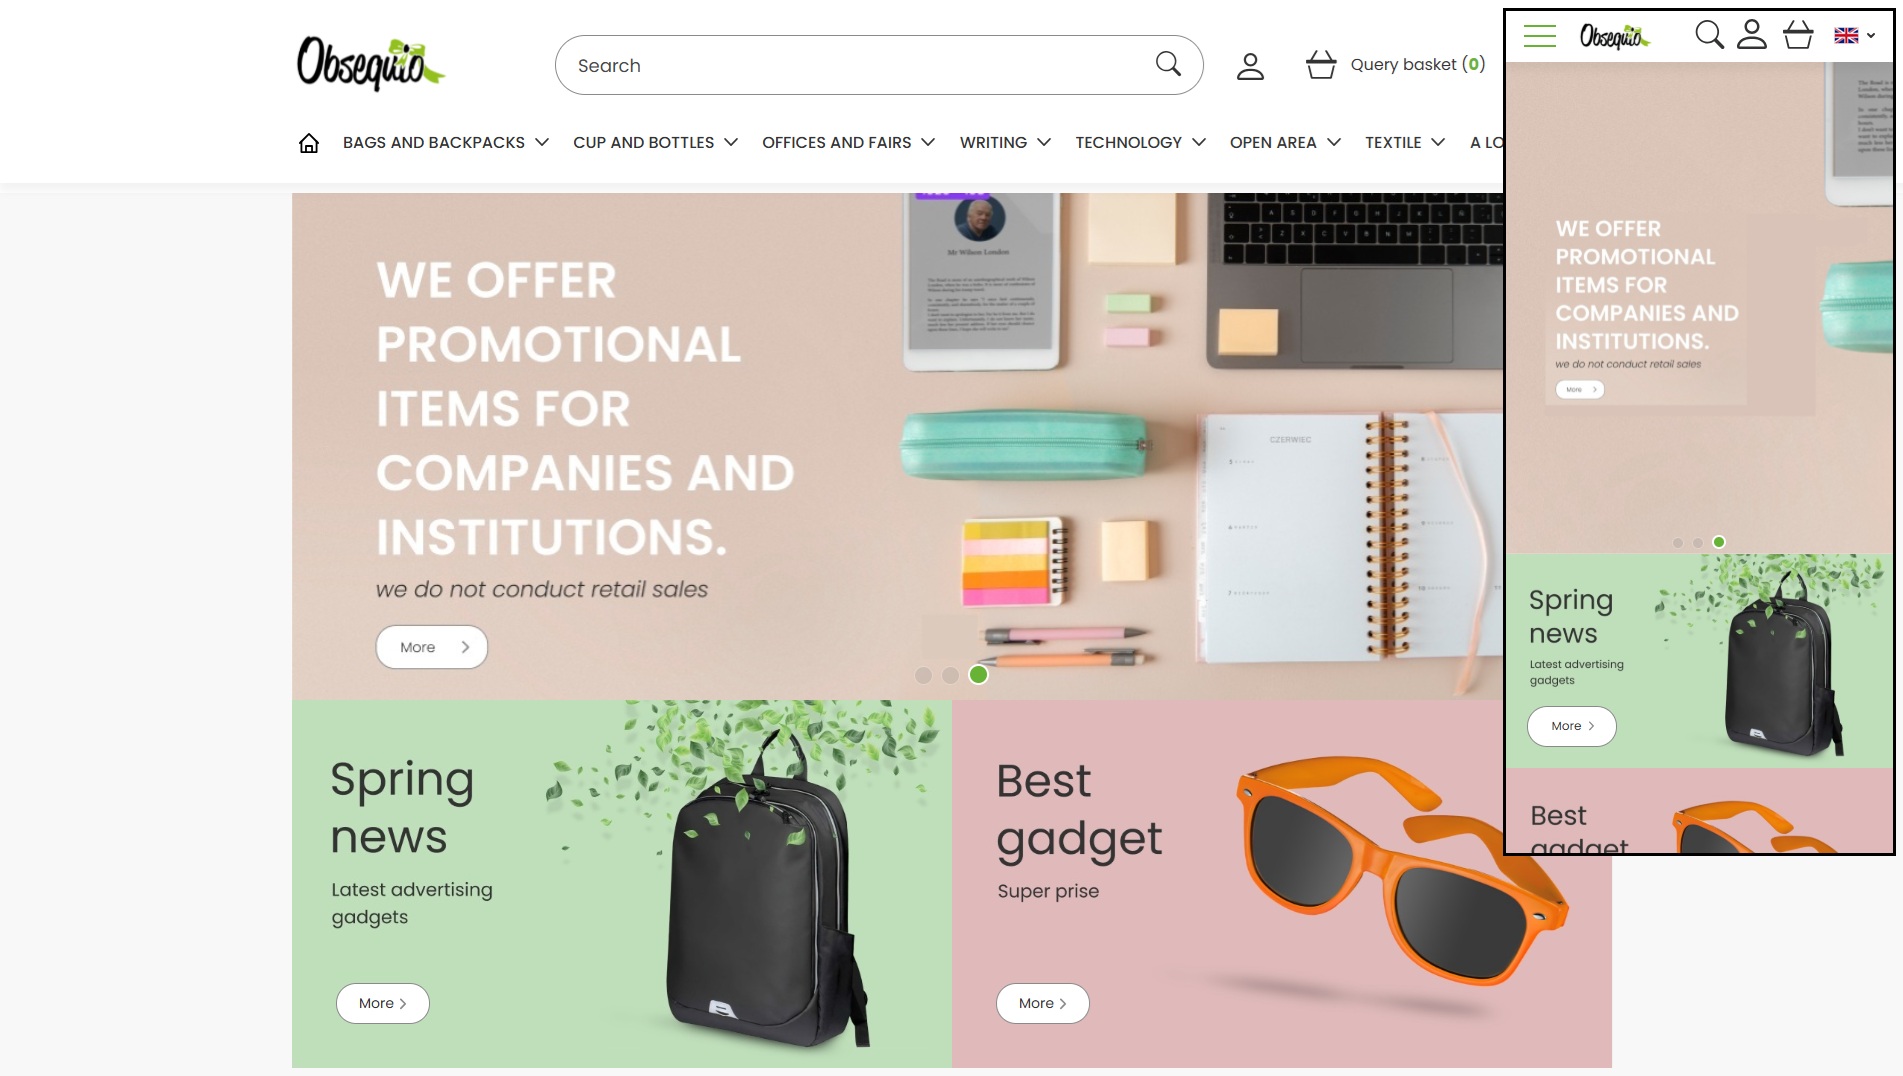 Obsequio
Search
Query basket (0)
BAGS AND BACKPACKS
CUP AND BOTTLES
OFFICES AND FAIRS
WRITING
TECHNOLOGY
OPEN AREA
TEXTILE
A LO
WE OFFER
PROMOTIONAL
ITEMS FOR
COMPANIES AND
INSTITUTIONS.
we do not conduct retail sales
More
Mr Wilson London
CZERWIEC
Spring
news
Latest advertising
gadgets
More
Best
gadget
Super prise
More
Obsequio
WE OFFER
PROMOTIONAL
ITEMS FOR
COMPANIES AND
INSTITUTIONS.
we do not conduct retail sales
More
Spring
news
Latest advertising
gadgets
More
Best
gadget